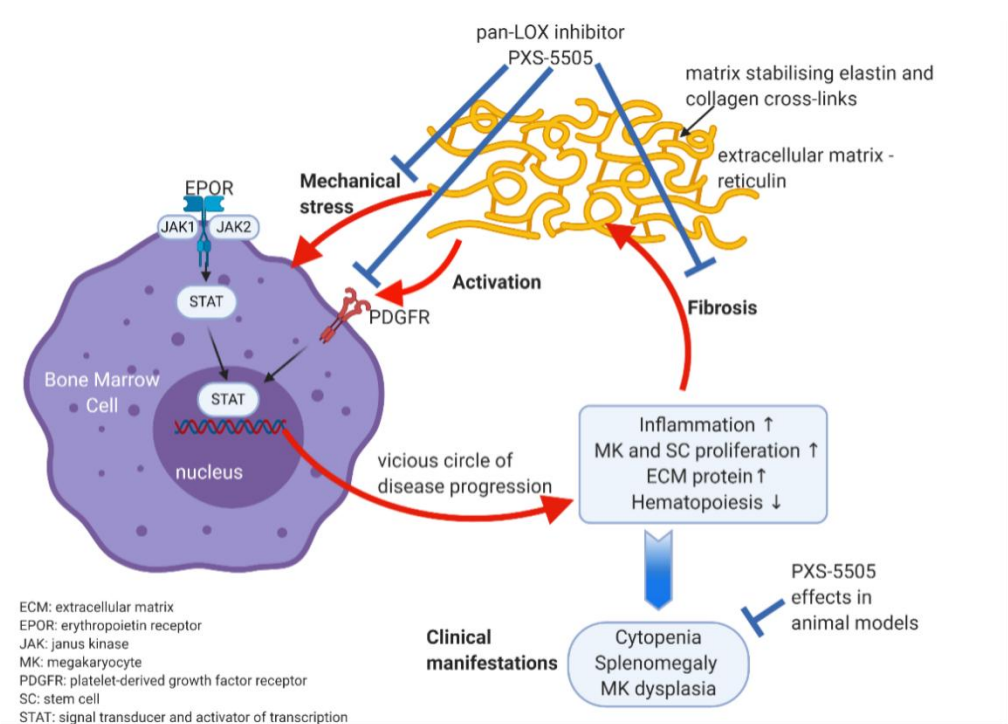 pan-LOX inhibitor
PXS-5505
matrix stabilising elastin and
collagen cross-links
extracellular matrix -
reticulin
Mechanical
stress
EPOR
JAK1
JAK2
STAT
Activation
PDGFR
Fibrosis
Bone Marrow
Cell
STAT
nucleus
vicious circle of
disease progression
Inflammation ↑
MK and SC proliferation ↑
ECM protein ↑
Hematopoiesis ↓
PXS-5505
effects in
animal models
Clinical
manifestations
Cytopenia
Splenomegaly
MK dysplasia
ECM: extracellular matrix
EPOR: erythropoietin receptor
JAK: janus kinase
MK: megakaryocyte
PDGFR: platelet-derived growth factor receptor
SC: stem cell
STAT: signal transducer and activator of transcription